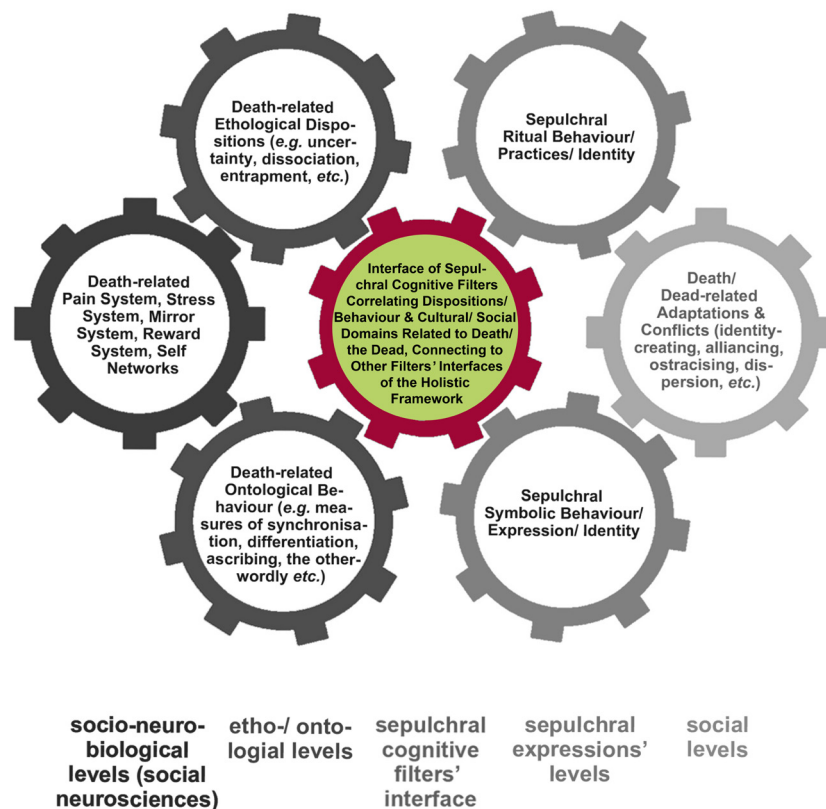 Death-related
Ethological Dispo-
sitions (e.g. uncer-
tainty, dissociation,
entrapment, etc.)
Sepulchral
Ritual Behaviour/
Practices/ Identity
Death-related
Pain System, Stress
System, Mirror
System, Reward
System, Self
Networks
Interface of Sepul-
chral Cognitive Filters
Correlating Dispositions/
Behaviour & Cultural/ Social
Domains Related to Death/
the Dead, Connecting to
Other Filters' Interfaces
of the Holistic
Framework
Death/
Dead-related
Adaptations &
Conflicts (identity-
creating, alliancing,
ostracising, dis-
persion, etc.)
Death-related
Ontological Be-
haviour (e.g. mea-
sures of synchronisa-
tion, differentiation,
ascribing, the other-
wordly etc.)
Sepulchral
Symbolic Behaviour/
Expression/ Identity
socio-neuro-
biological
levels (social
neurosciences)
etho-/ onto-
logial levels
sepulchral
cognitive
filters'
interface
sepulchral
expressions'
levels
social
levels